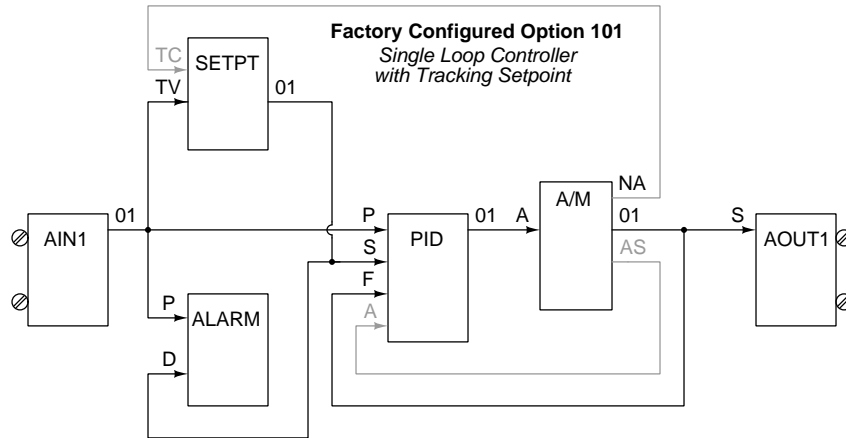 Factory Configured Option 101
Single Loop Controller
with Tracking Setpoint
TC
SETPT
TV
01
AIN1
01
P
ALARM
D
P
S
F
A
PID
01
A
A/M
NA
01
AS
S
AOUT1